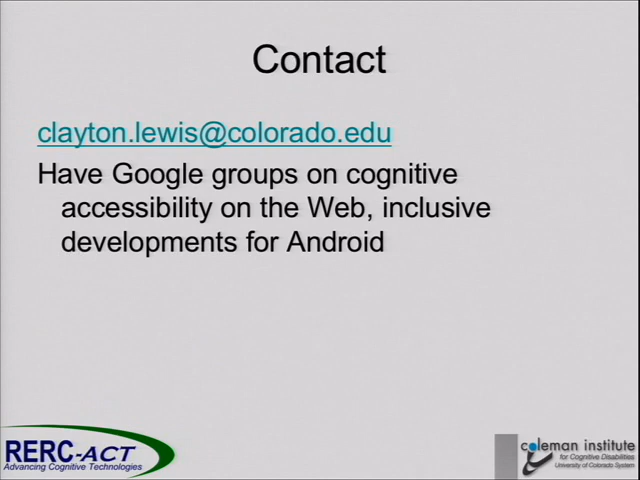 Contact
clayton.lewis@colorado.edu
Have Google groups on cognitive
accessibility on the Web, inclusive
developments for Android
RERC-ACT
Advancing Cognitive Technologies
coleman institute
for Cognitive Disabilities
University of Colorado System